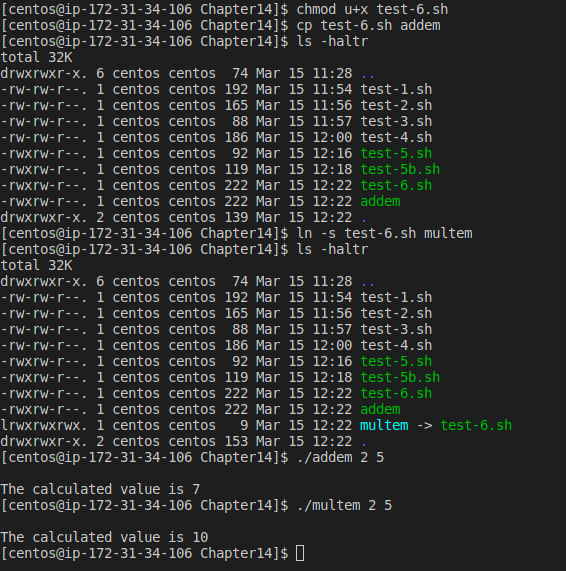 [centos@ip-172-31-34-106 Chapter14]$ chmod u+x test-6.sh
[centos@ip-172-31-34-106 Chapter14]$ cp test-6.sh addem
[centos@ip-172-31-34-106 Chapter14]$ ls -haltr
total 32K
drwxrwxr-x. 6 centos centos  74 Mar 15 11:28 ..
-rw-rw-r--. 1 centos centos 192 Mar 15 11:54 test-1.sh
-rw-rw-r--. 1 centos centos 165 Mar 15 11:56 test-2.sh
-rw-rw-r--. 1 centos centos  88 Mar 15 11:57 test-3.sh
-rw-rw-r--. 1 centos centos 186 Mar 15 12:00 test-4.sh
-rwxrw-r--. 1 centos centos  92 Mar 15 12:16 test-5.sh
-rwxrw-r--. 1 centos centos 119 Mar 15 12:18 test-5b.sh
-rwxrw-r--. 1 centos centos 222 Mar 15 12:22 test-6.sh
-rwxrw-r--. 1 centos centos 222 Mar 15 12:22 addem
drwxrwxr-x. 2 centos centos 139 Mar 15 12:22 .
[centos@ip-172-31-34-106 Chapter14]$ ln -s test-6.sh multem
[centos@ip-172-31-34-106 Chapter14]$ ls -haltr
total 32K
drwxrwxr-x. 6 centos centos  74 Mar 15 11:28 ..
-rw-rw-r--. 1 centos centos 192 Mar 15 11:54 test-1.sh
-rw-rw-r--. 1 centos centos 165 Mar 15 11:56 test-2.sh
-rw-rw-r--. 1 centos centos  88 Mar 15 11:57 test-3.sh
-rw-rw-r--. 1 centos centos 186 Mar 15 12:00 test-4.sh
-rwxrw-r--. 1 centos centos  92 Mar 15 12:16 test-5.sh
-rwxrw-r--. 1 centos centos 119 Mar 15 12:18 test-5b.sh
-rwxrw-r--. 1 centos centos 222 Mar 15 12:22 test-6.sh
-rwxrw-r--. 1 centos centos 222 Mar 15 12:22 addem
lrwxrwxrwx. 1 centos centos   9 Mar 15 12:22 multem -> test-6.sh
drwxrwxr-x. 2 centos centos 153 Mar 15 12:22 .
[centos@ip-172-31-34-106 Chapter14]$ ./addem 2 5
The calculated value is 7
[centos@ip-172-31-34-106 Chapter14]$ ./multem 2 5
The calculated value is 10
[centos@ip-172-31-34-106 Chapter14]$